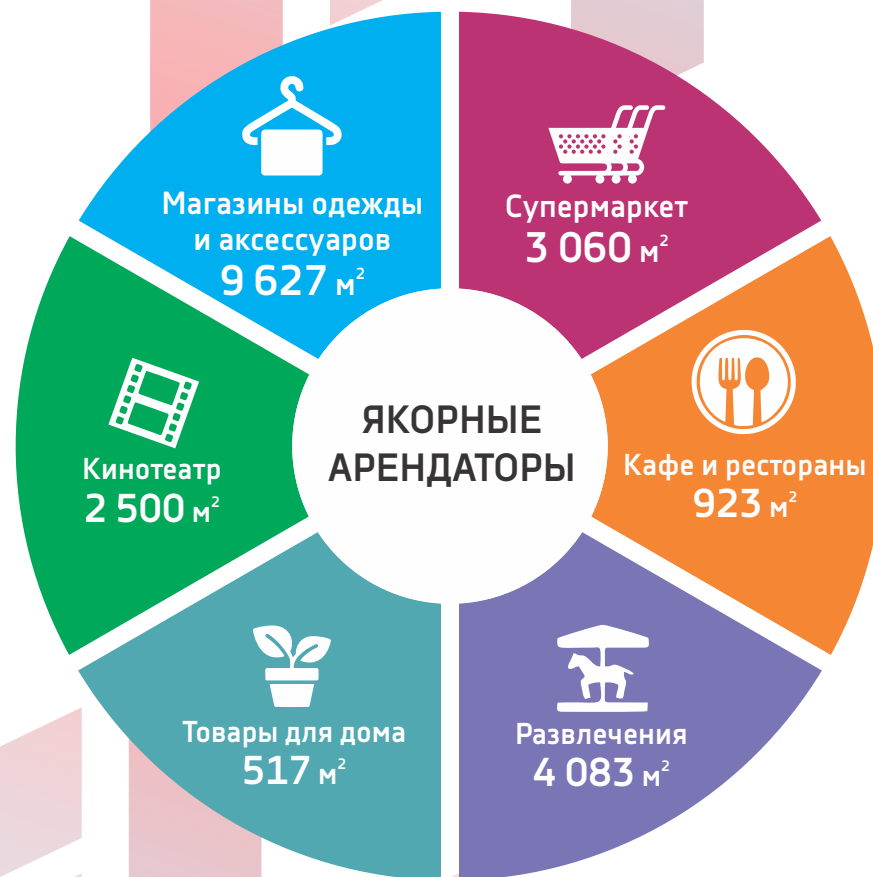 Магазины одежды
и аксессуаров
9 627 м²
Супермаркет
3 060 м²
Кинотеатр
2 500 м²
ЯКОРНЫЕ
АРЕНДАТОРЫ
Кафе и рестораны
923 м²
Товары для дома
517 м²
Развлечения
4 083 м²